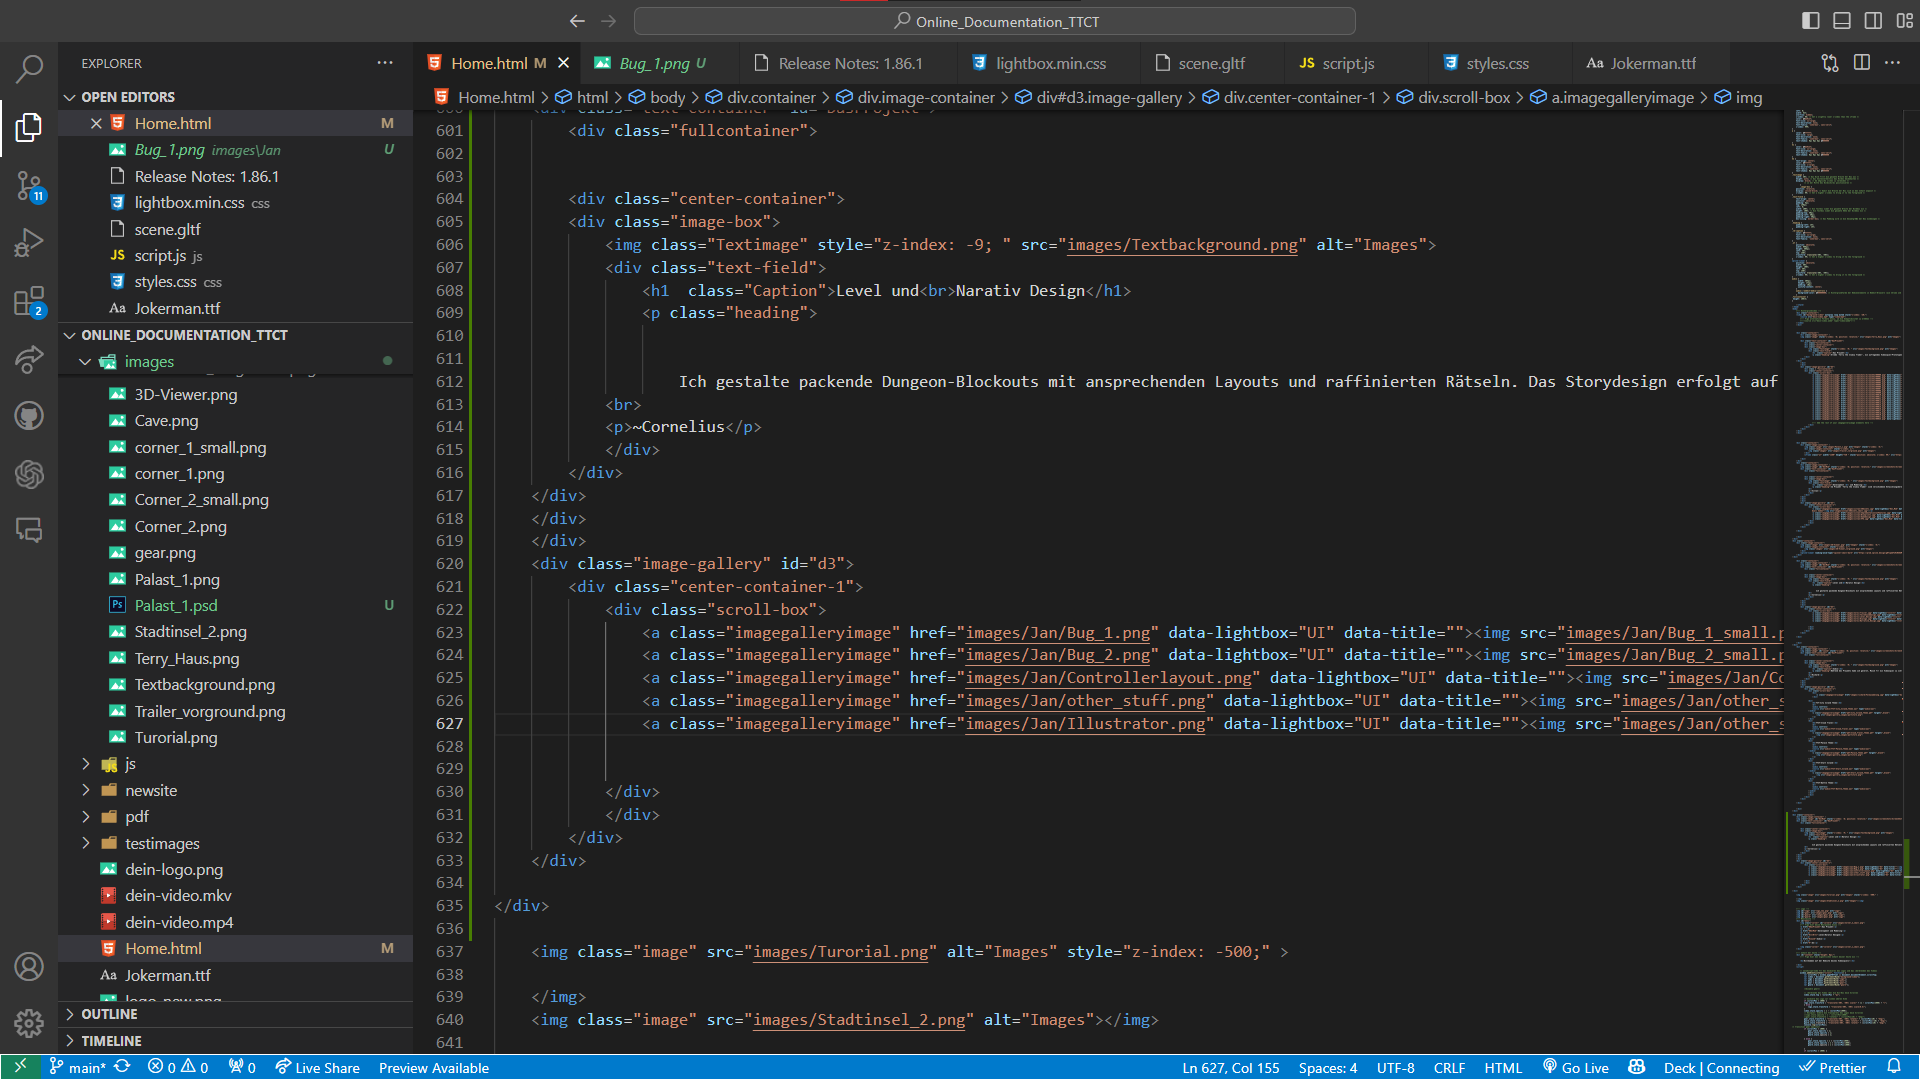 Online_Documentation_TTCT
EXPLORER
OPEN EDITORS
Home.html M
Bug_1.png images\Jan U
Release Notes: 1.86.1
lightbox.min.css css
scene.gltf
JS script.js js
styles.css css
Aa Jokerman.ttf
ONLINE_DOCUMENTATION_TTCT
images
3D-Viewer.png
Cave.png
corner_1_small.png
corner_1.png
Corner_2_small.png
Corner_2.png
gear.png
Palast_1.png
Ps Palast_1.psd U
Stadtinsel_2.png
Terry_Haus.png
Textbackground.png
Trailer_vorground.png
Turorial.png
js
newsite
pdf
testimages
dein-logo.png
dein-video.mkv
dein-video.mp4
Home.html M
Aa Jokerman.ttf
logo_new.png
OUTLINE
TIMELINE
11
2
Home.html M
Bug_1.png U
Release Notes: 1.86.1
lightbox.min.css
scene.gltf
JS script.js
styles.css
Aa Jokerman.ttf
Home.html > html > body > div.container > div.image-container > div#d3.image-gallery > div.center-container-1 > div.scroll-box > a.imagegalleryimage > img
601 <div class="fullcontainer">
602
603
604 <div class="center-container">
605 <div class="image-box">
606 <img class="Textimage" style="z-index: -9; " src="images/Textbackground.png" alt="Images">
607 <div class="text-field">
608 <h1  class="Caption">Level und<br>Narativ Design</h1>
609 <p class="heading">
610
611
612 Ich gestalte packende Dungeon-Blockouts mit ansprechenden Layouts und raffinierten Rätseln. Das Storydesign erfolgt auf
613 <br>
614 <p>~Cornelius</p>
615 </div>
616 </div>
617 </div>
618 </div>
619 </div>
620 <div class="image-gallery" id="d3">
621 <div class="center-container-1">
622 <div class="scroll-box">
623 <a class="imagegalleryimage" href="images/Jan/Bug_1.png" data-lightbox="UI" data-title=""><img src="images/Jan/Bug_1_small.p
624 <a class="imagegalleryimage" href="images/Jan/Bug_2.png" data-lightbox="UI" data-title=""><img src="images/Jan/Bug_2_small.p
625 <a class="imagegalleryimage" href="images/Jan/Controllerlayout.png" data-lightbox="UI" data-title=""><img src="images/Jan/Co
626 <a class="imagegalleryimage" href="images/Jan/other_stuff.png" data-lightbox="UI" data-title=""><img src="images/Jan/other_s
627 <a class="imagegalleryimage" href="images/Jan/Illustrator.png" data-lightbox="UI" data-title=""><img src="images/Jan/other_s
628
629
630 </div>
631 </div>
632 </div>
633 </div>
634
635 </div>
636
637 <img class="image" src="images/Turorial.png" alt="Images" style="z-index: -500;" >
638
639 </img>
640 <img class="image" src="images/Stadtinsel_2.png" alt="Images"></img>
641
main* 0 0 0 Live Share Preview Available Ln 627, Col 155 Spaces: 4 UTF-8 CRLF HTML Go Live Deck | Connecting Prettier